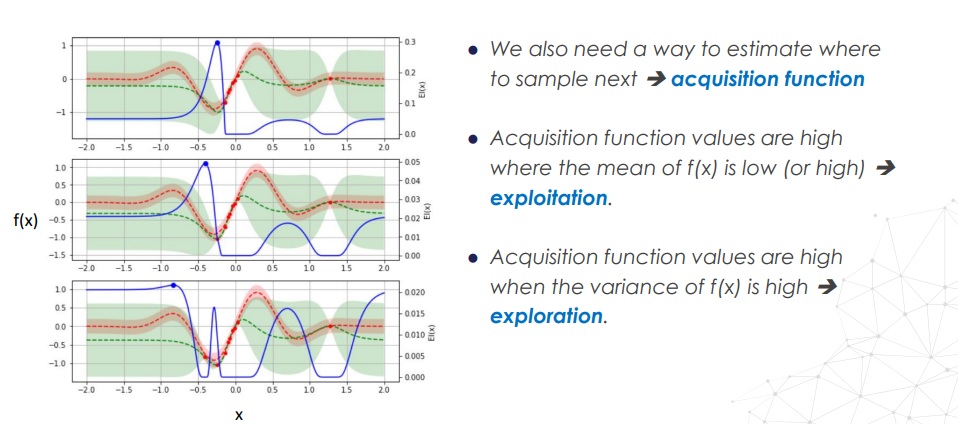 1
0
−1
0.3
0.2
0.1
0.0
EI(x)
−2.0 −1.5 −1.0 −0.5 0.0 0.5 1.0 1.5 2.0
1.0
0.5
0.0
−0.5
−1.0
−1.5
0.05
0.04
0.03
0.02
0.01
0.00
EI(x)
−2.0 −1.5 −1.0 −0.5 0.0 0.5 1.0 1.5 2.0
f(x)
1.0
0.5
0.0
−0.5
−1.0
0.020
0.015
0.010
0.005
0.000
EI(x)
−2.0 −1.5 −1.0 −0.5 0.0 0.5 1.0 1.5 2.0
x
● We also need a way to estimate where
to sample next ➔ acquisition function
● Acquisition function values are high
where the mean of f(x) is low (or high) ➔
exploitation.
● Acquisition function values are high
when the variance of f(x) is high ➔
exploration.